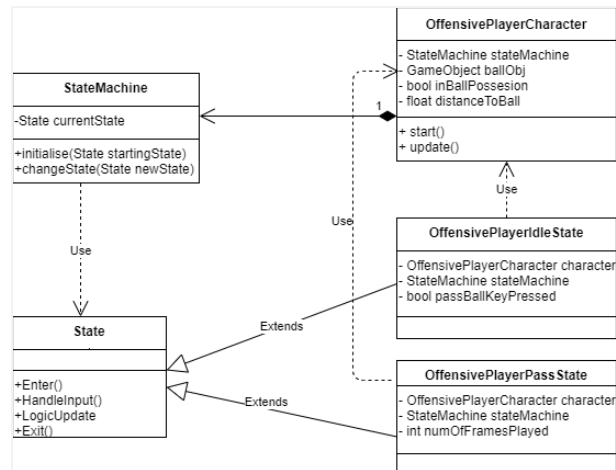 OffensivePlayerCharacter
- StateMachine stateMachine
- GameObject ballObj
- bool inBallPossesion
- float distanceToBall
+ start()
+ update()
1
StateMachine
-State currentState
+initialise(State startingState)
+changeState(State newState)
Use
Use
Use
OffensivePlayerIdleState
- OffensivePlayerCharacter character
- StateMachine stateMachine
- bool passBallKeyPressed
State
+Enter()
+HandleInput()
+LogicUpdate
+Exit()
Extends
Extends
OffensivePlayerPassState
- OffensivePlayerCharacter character
- StateMachine stateMachine
- int numOfFramesPlayed